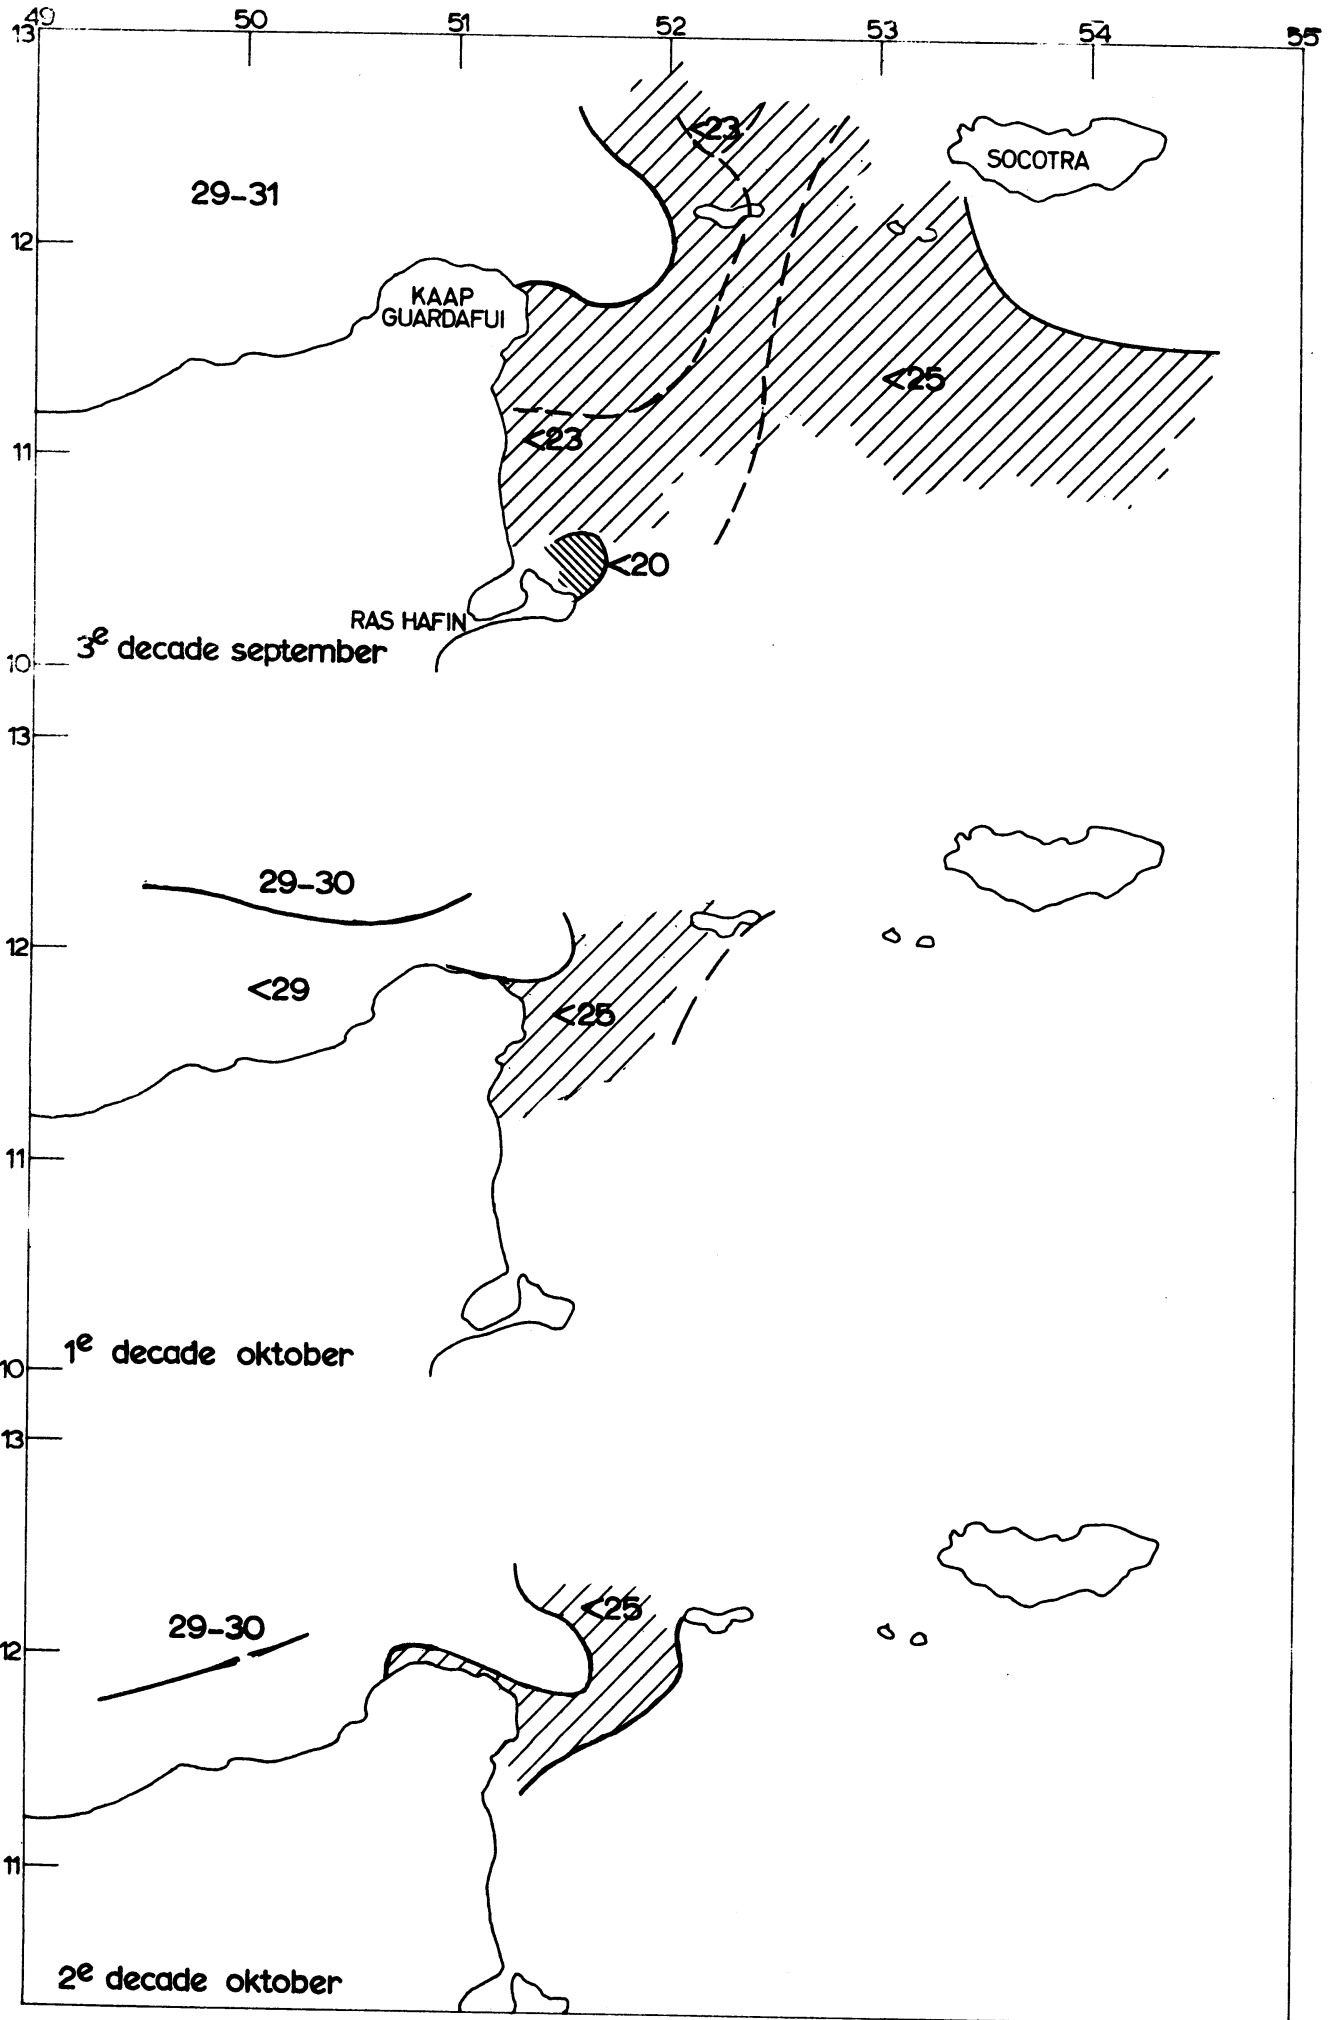 49 50 51 52 53 54 55
13
<23
SOCOTRA
29-31
12
KAAP
GUARDAFUI
<25
<23
11
<20
RAS HAFIN
3e decade september
10
13
29-30
12
<29
<25
11
1e decade oktober
10
13
<25
29-30
12
11
2e decade oktober